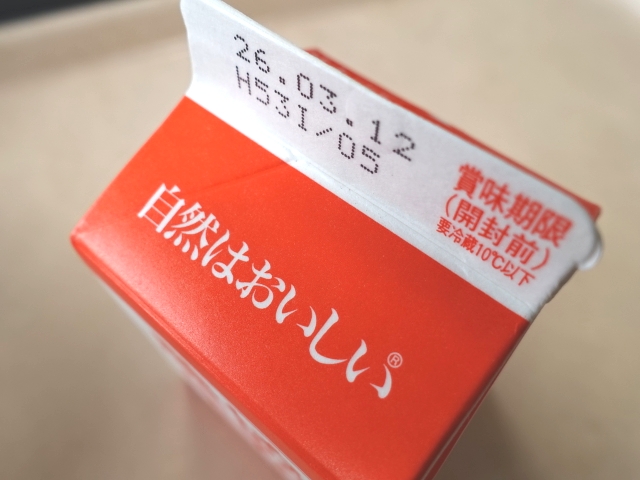 26.03.12
H53I/05
賞味期限
(開封前)
要冷蔵10℃以下
自然はおいしい®